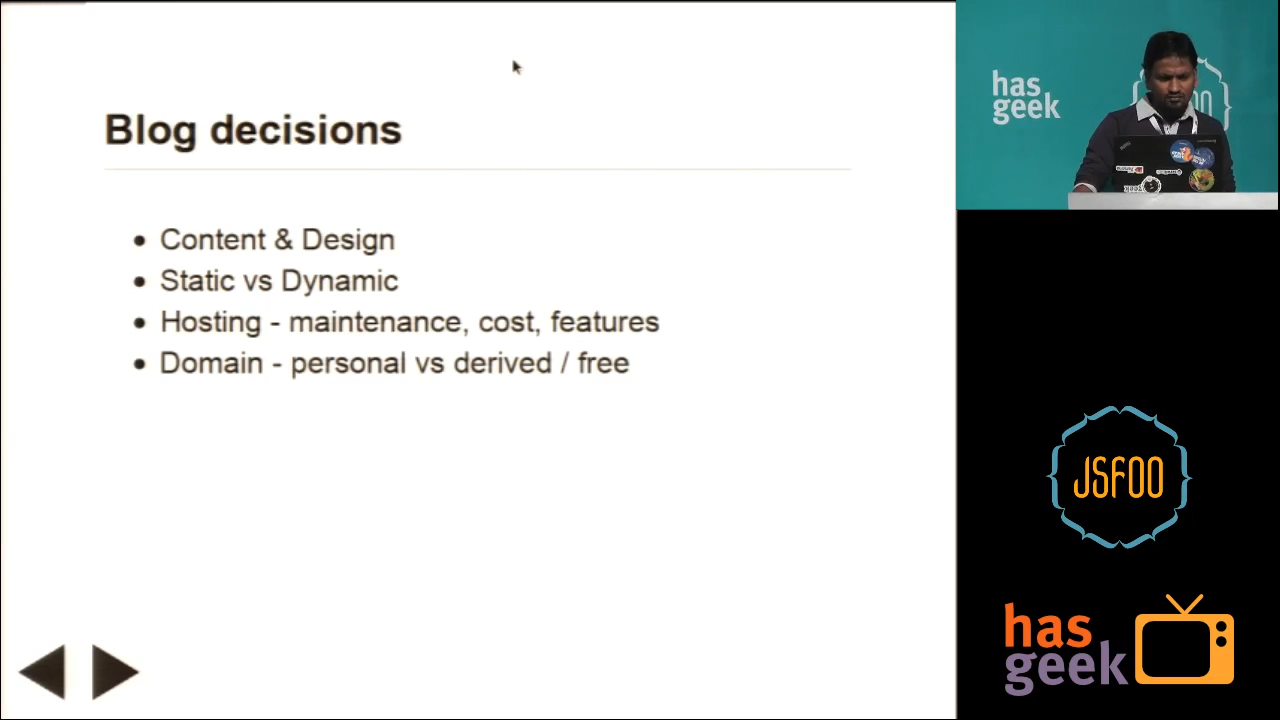 Blog decisions
Content & Design
Static vs Dynamic
Hosting - maintenance, cost, features
Domain - personal vs derived / free
has
geek
JSFOO
has
geek